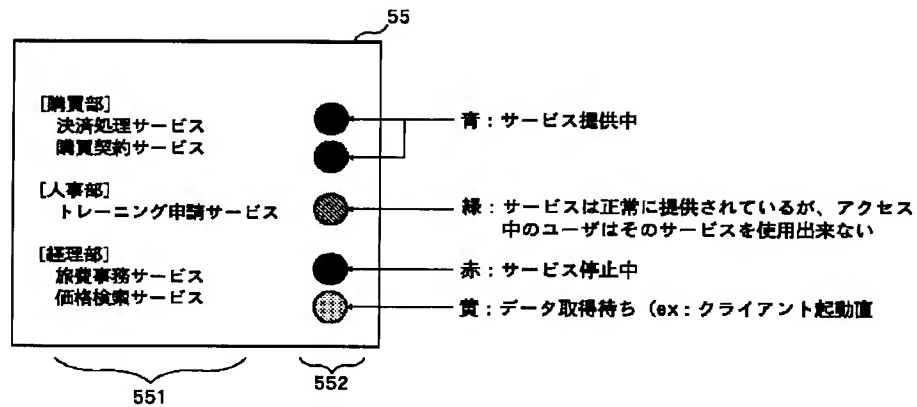 55
[購買部]
決済処理サービス
購買契約サービス
青：サービス提供中
[人事部]
トレーニング申請サービス
緑：サービスは正常に提供されているが、アクセス
中のユーザはそのサービスを使用出来ない
[経理部]
旅費事務サービス
赤：サービス停止中
価格検索サービス
黄：データ取得待ち（ex：クライアント起動直
551
552